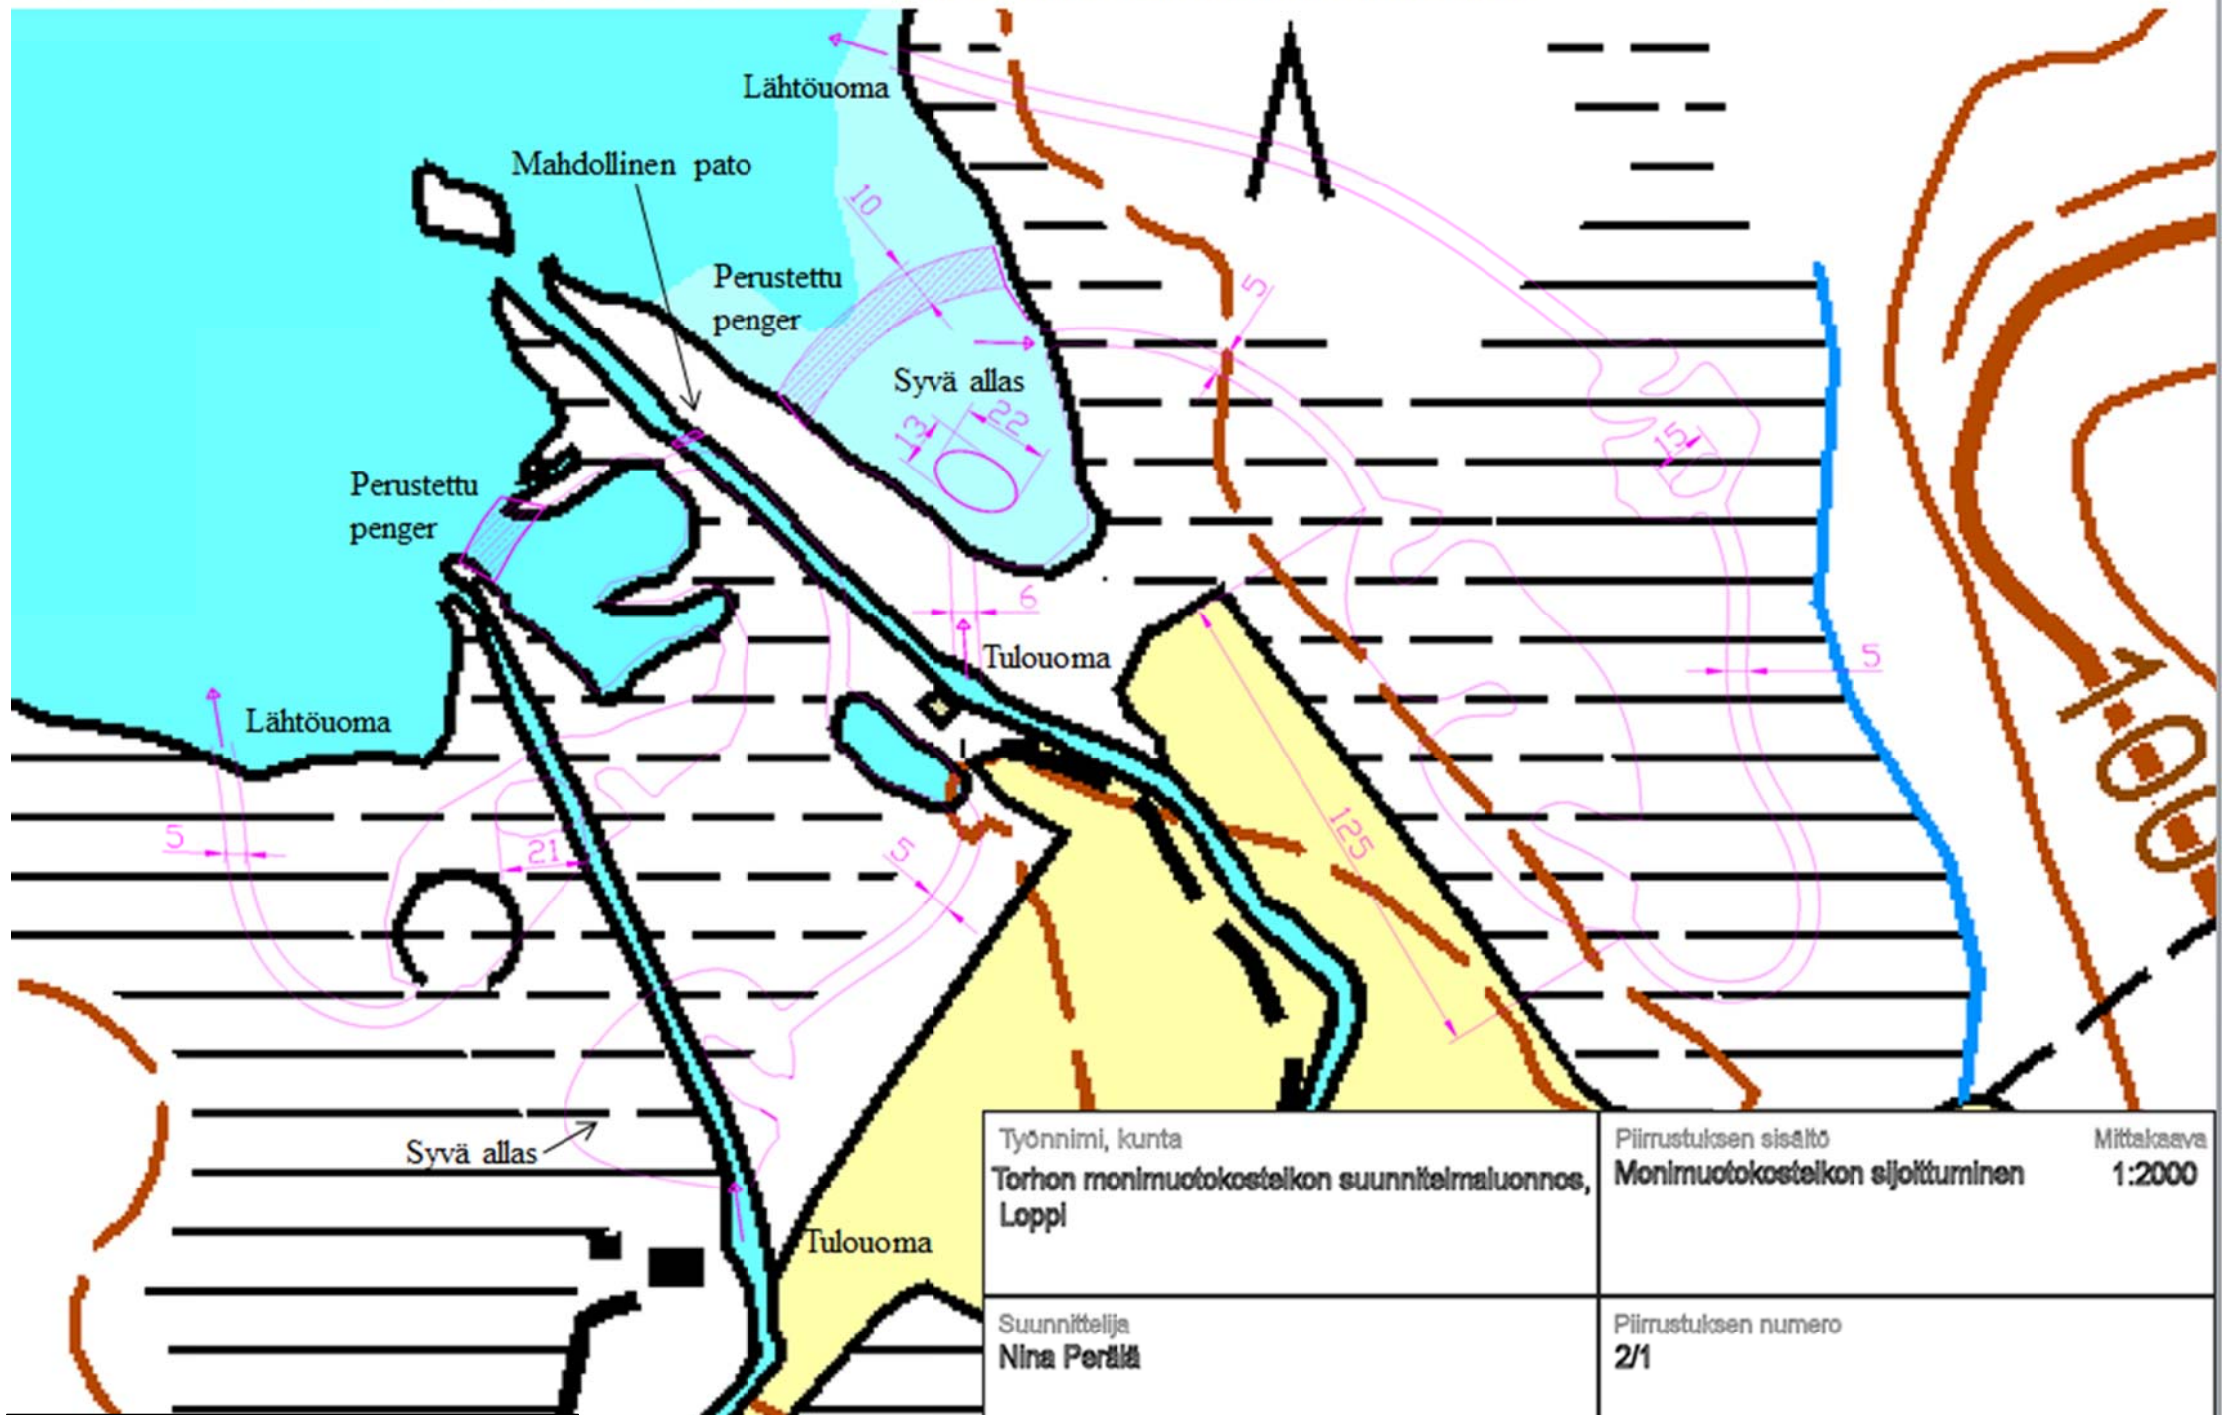 Lähtöuoma
Mahdollinen pato
10
Perustettu
penger
5
Syvä allas
13
22
15
Perustettu
penger
6
Tulouoma
5
100
Lähtöuoma
125
5
21
5
Syvä allas
Tulouoma
Työnnimi, kunta
Torhon monimuotokosteikon suunnitelmaluonnos,
Loppi
Piirrustuksen sisältö
Monimuotokosteikon sijoittuminen
Mittakaava
1:2000
Suunnittelija
Nina Perälä
Piirrustuksen numero
2/1